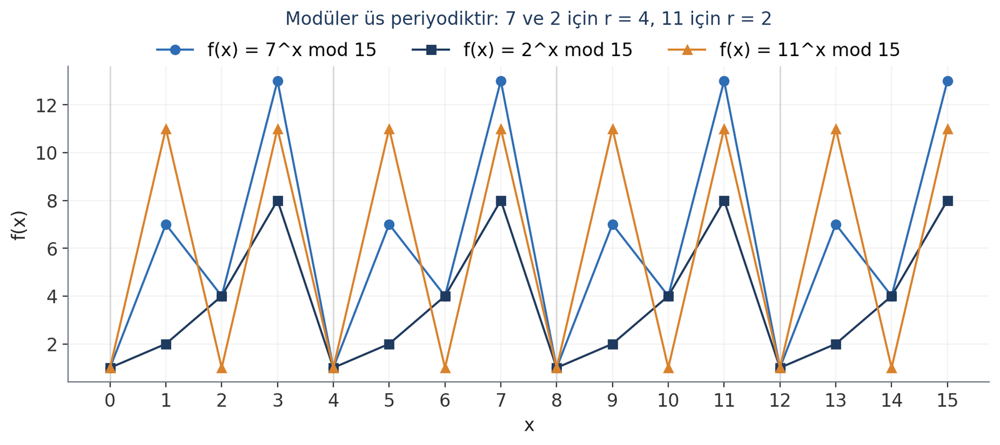 Modüler üs periyodiktir: 7 ve 2 için r = 4, 11 için r = 2
f(x) = 7^x mod 15 f(x) = 2^x mod 15 f(x) = 11^x mod 15
12
10
8
6
4
2
f(x)
0 1 2 3 4 5 6 7 8 9 10 11 12 13 14 15
x